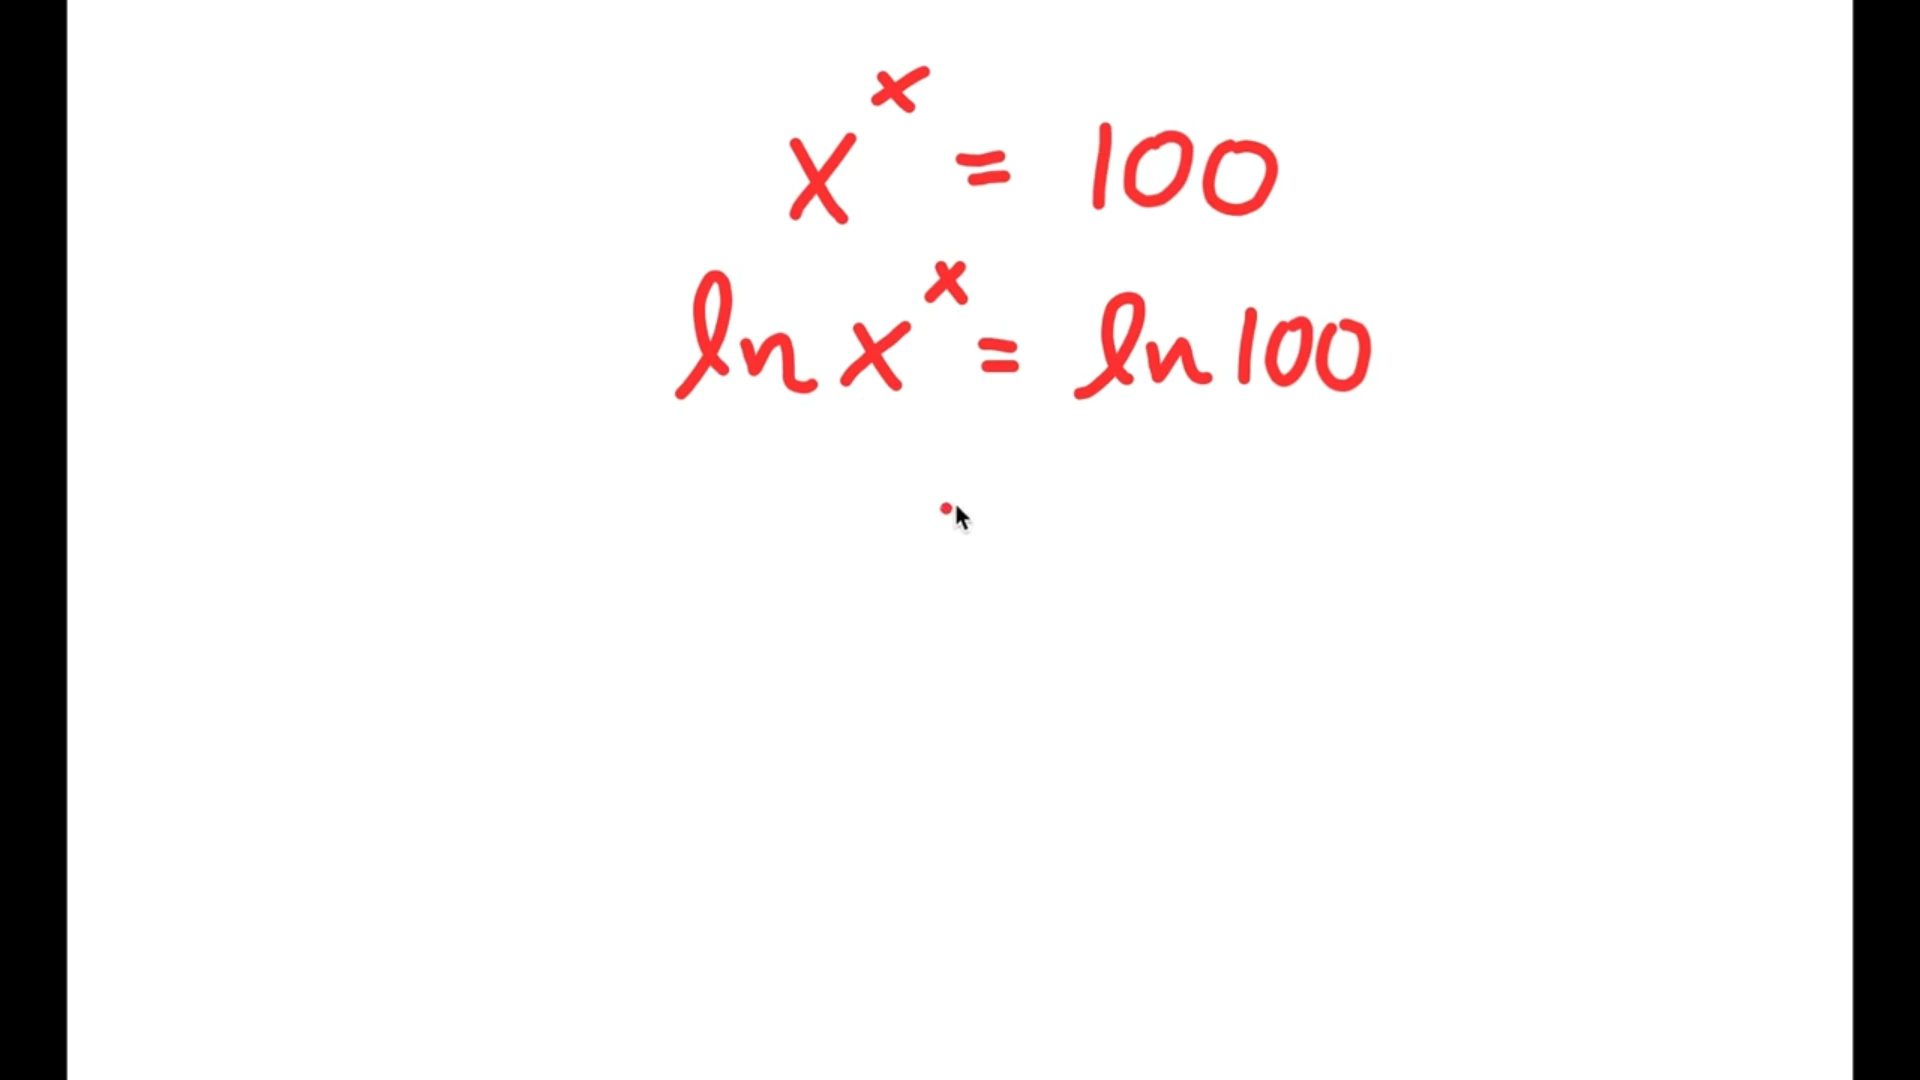 x^x = 100
ln x^x = ln 100